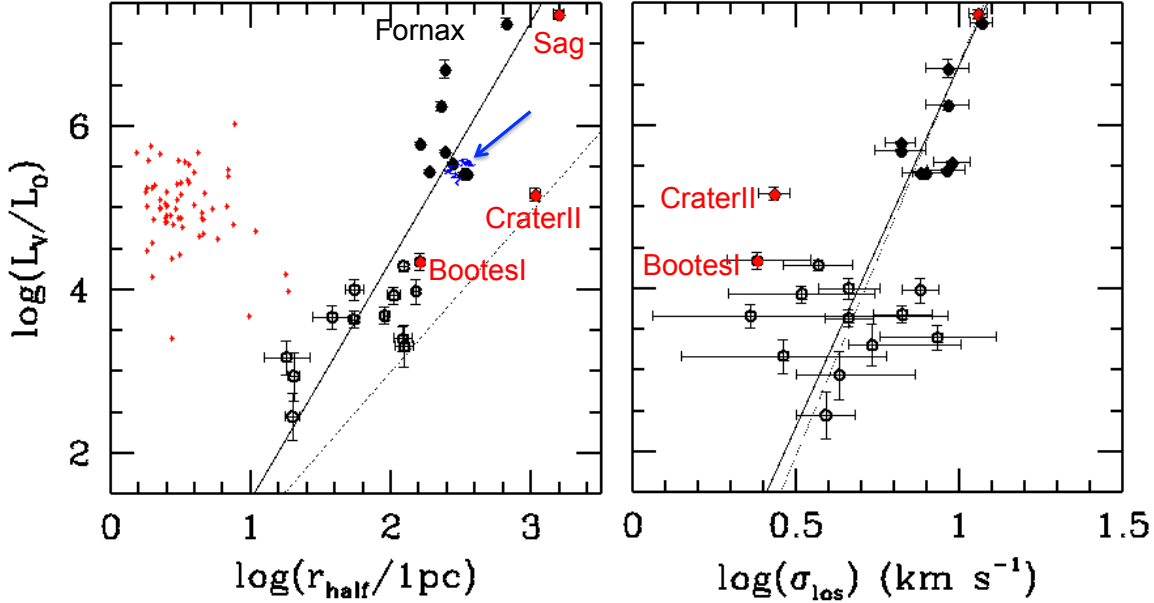 Fornax
Sag
CraterII
BootesI
6
4
2
log(L_V/L_0)
0
1
2
3
log(r_half/1pc)
CraterII
BootesI
0
0.5
1
1.5
log(σ_los) (km s⁻¹)